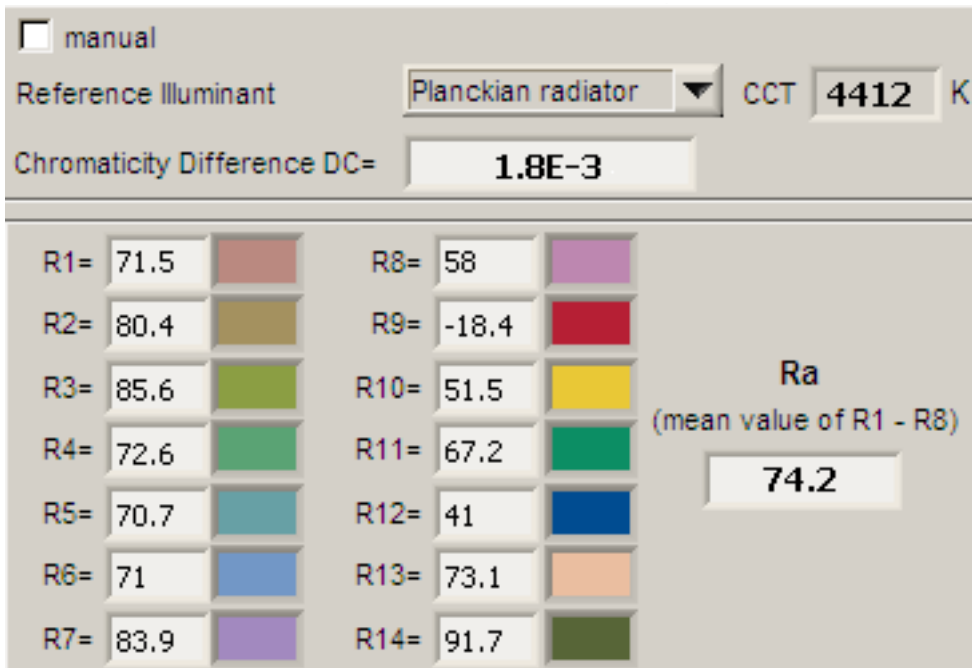 manual
Reference Illuminant Planckian radiator CCT 4412 K
Chromaticity Difference DC= 1.8E-3
R1= 71.5 R8= 58
R2= 80.4 R9= -18.4
R3= 85.6 R10= 51.5
Ra
(mean value of R1 - R8)
R4= 72.6 R11= 67.2
74.2
R5= 70.7 R12= 41
R6= 71 R13= 73.1
R7= 83.9 R14= 91.7